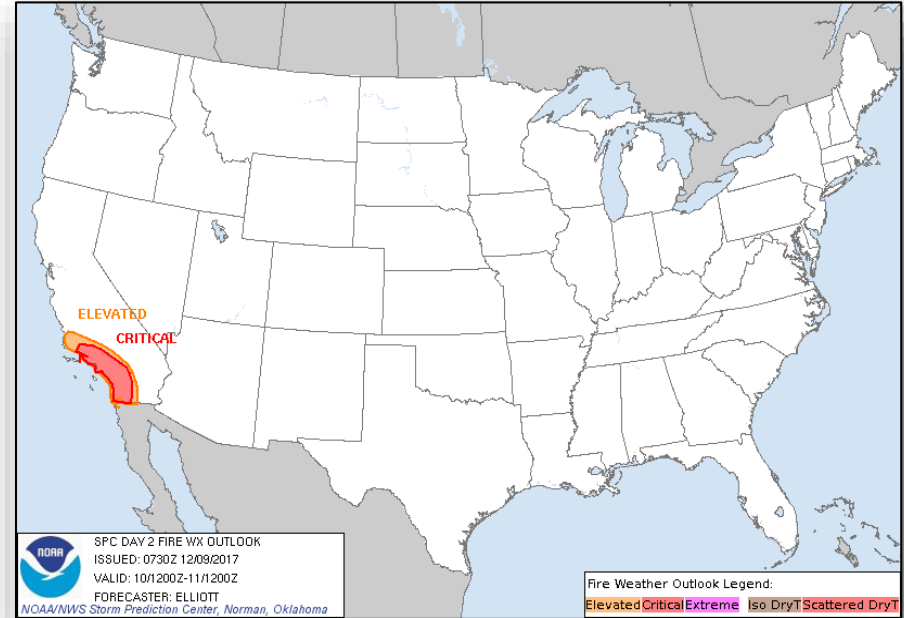 ELEVATED
CRITICAL
NOAA
SPC DAY 2 FIRE WX OUTLOOK
ISSUED: 0730Z 12/09/2017
VALID: 10/1200Z-11/1200Z
FORECASTER: ELLIOTT
NOAA/NWS Storm Prediction Center, Norman, Oklahoma
Fire Weather Outlook Legend:
Elevated Critical Extreme Iso DryT Scattered DryT